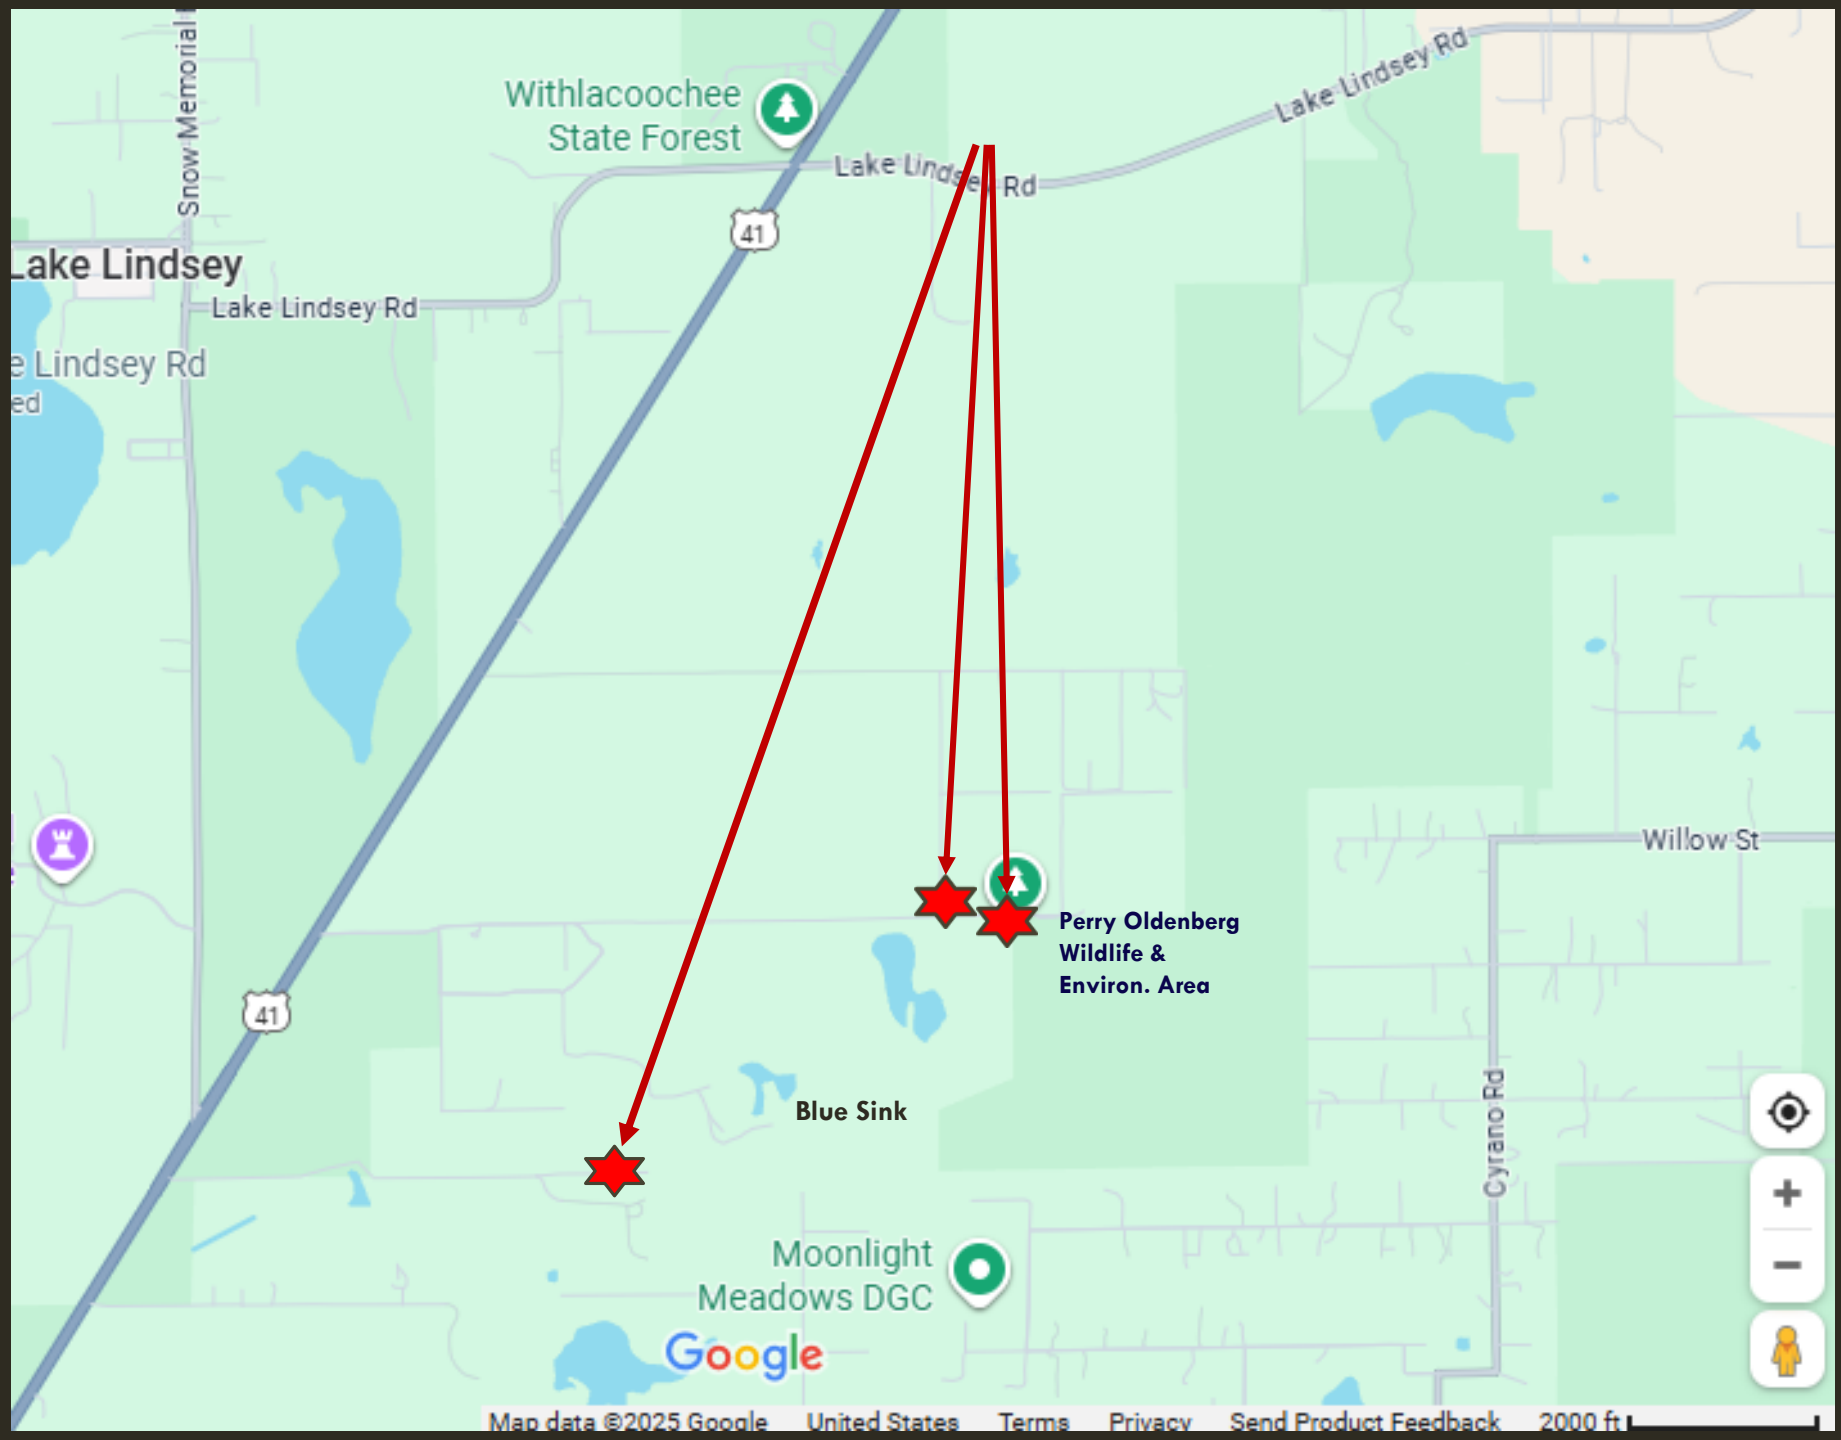 Snow Memorial
Withlacoochee
State Forest
Lake Lindsey Rd
Lake Lindsey Rd
41
Lake Lindsey
Lake Lindsey Rd
e Lindsey Rd
ed
Willow St
Perry Oldenberg
Wildlife &
Environ. Area
41
Blue Sink
Cyrano Rd
Moonlight
Meadows DGC
Google
Map data ©2025 Google United States Terms Privacy Send Product Feedback 2000 ft